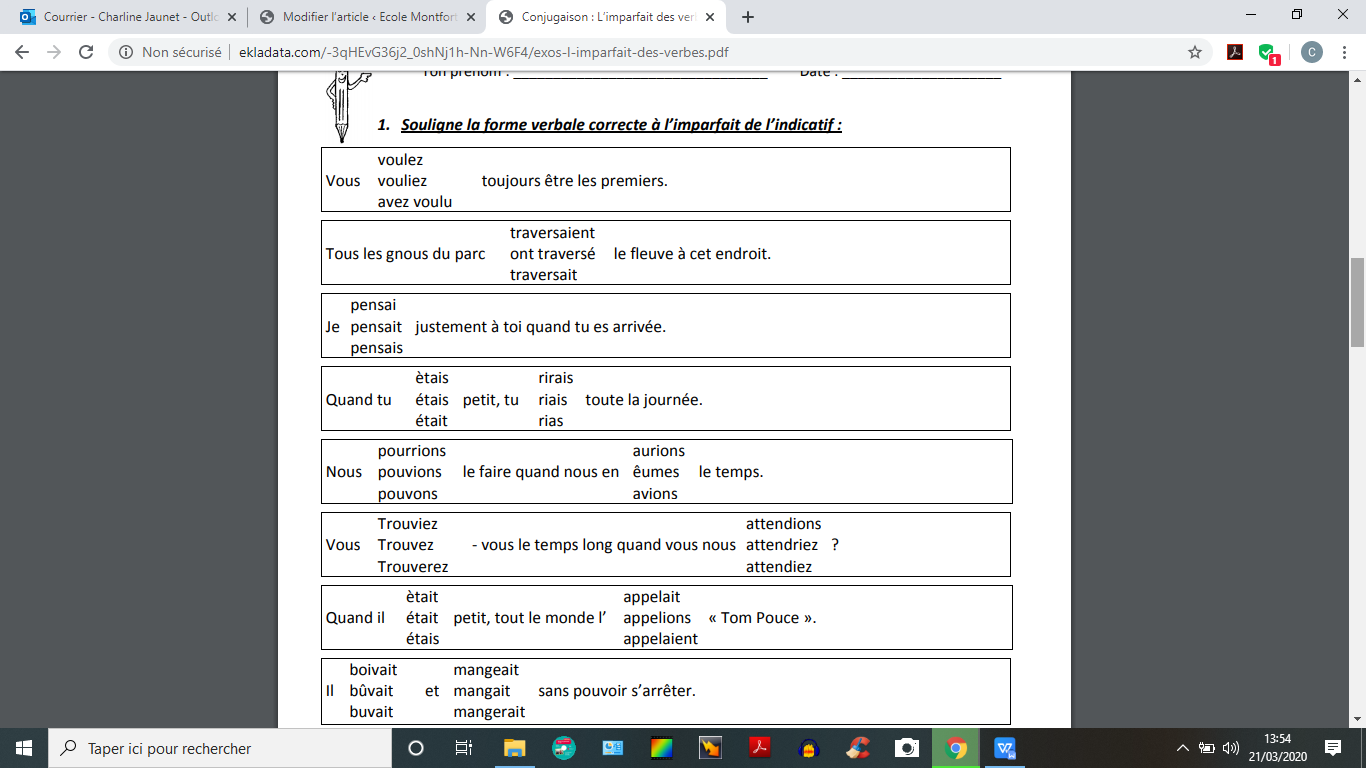 Courrier - Charline Jaunet - Outlo
Modifier l'article ‹ Ecole Montfort
Conjugaison : L'imparfait des ver
Non sécurisé | ekladata.com/-3qHEvG36j2_0shNj1h-Nn-W6F4/exos-l-imparfait-des-verbes.pdf
C
1
Ton prénom : ______________________________ Date : ___________________
1. Souligne la forme verbale correcte à l'imparfait de l'indicatif :
voulez
Vous vouliez toujours être les premiers.
avez voulu
traversaient
Tous les gnous du parc ont traversé le fleuve à cet endroit.
traversait
pensai
Je pensait justement à toi quand tu es arrivée.
pensais
ètais rirais
Quand tu étais petit, tu riais toute la journée.
était rias
pourrions aurions
Nous pouvions le faire quand nous en êumes le temps.
pouvons avions
Trouviez attendions
Vous Trouvez - vous le temps long quand vous nous attendriez ?
Trouverez attendiez
ètait appelait
Quand il était petit, tout le monde l' appelions « Tom Pouce ».
étais appelaient
boivait mangeait
Il bûvait et mangait sans pouvoir s'arrêter.
buvait mangerait
Taper ici pour rechercher
13:54
21/03/2020